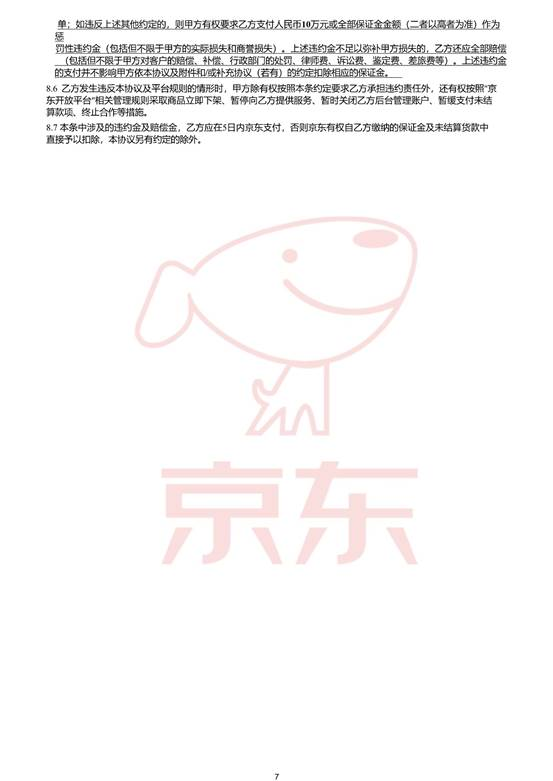 单；如违反上述其他约定的，则甲方有权要求乙方支付人民币10万元或全部保证金金额（二者以高者为准）作为
惩
罚性违约金（包括但不限于甲方的实际损失和商誉损失）。上述违约金不足以弥补甲方损失的，乙方还应全部赔偿
（包括但不限于甲方对客户的赔偿、补偿、行政部门的处罚、律师费、诉讼费、鉴定费、差旅费等）。上述违约金
的支付并不影响甲方依本协议及附件和/或补充协议（若有）的约定扣除相应的保证金。
8.6 乙方发生违反本协议及平台规则的情形时，甲方除有权按照本条约定要求乙方承担违约责任外，还有权按照“京
东开放平台”相关管理规则采取商品立即下架、暂停向乙方提供服务、暂时关闭乙方后台管理账户、暂缓支付未结
算款项、终止合作等措施。
8.7 本条中涉及的违约金及赔偿金，乙方应在5日内京东支付，否则京东有权自乙方缴纳的保证金及未结算货款中
直接予以扣除，本协议另有约定的除外。
京东
7